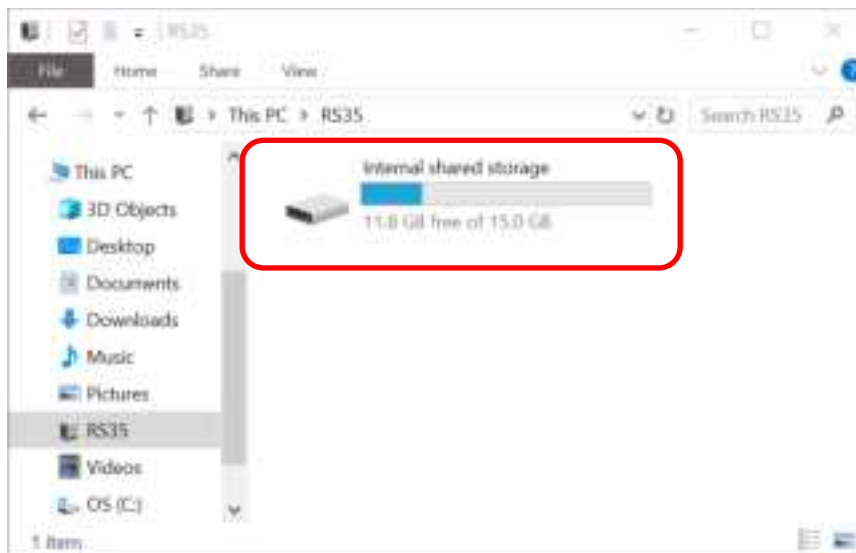 RS35
File Home Share View
This PC > RS35
Search RS35
This PC
3D Objects
Desktop
Documents
Downloads
Music
Pictures
RS35
Videos
OS (C:)
Internal shared storage
11.8 GB free of 15.0 GB
1 item